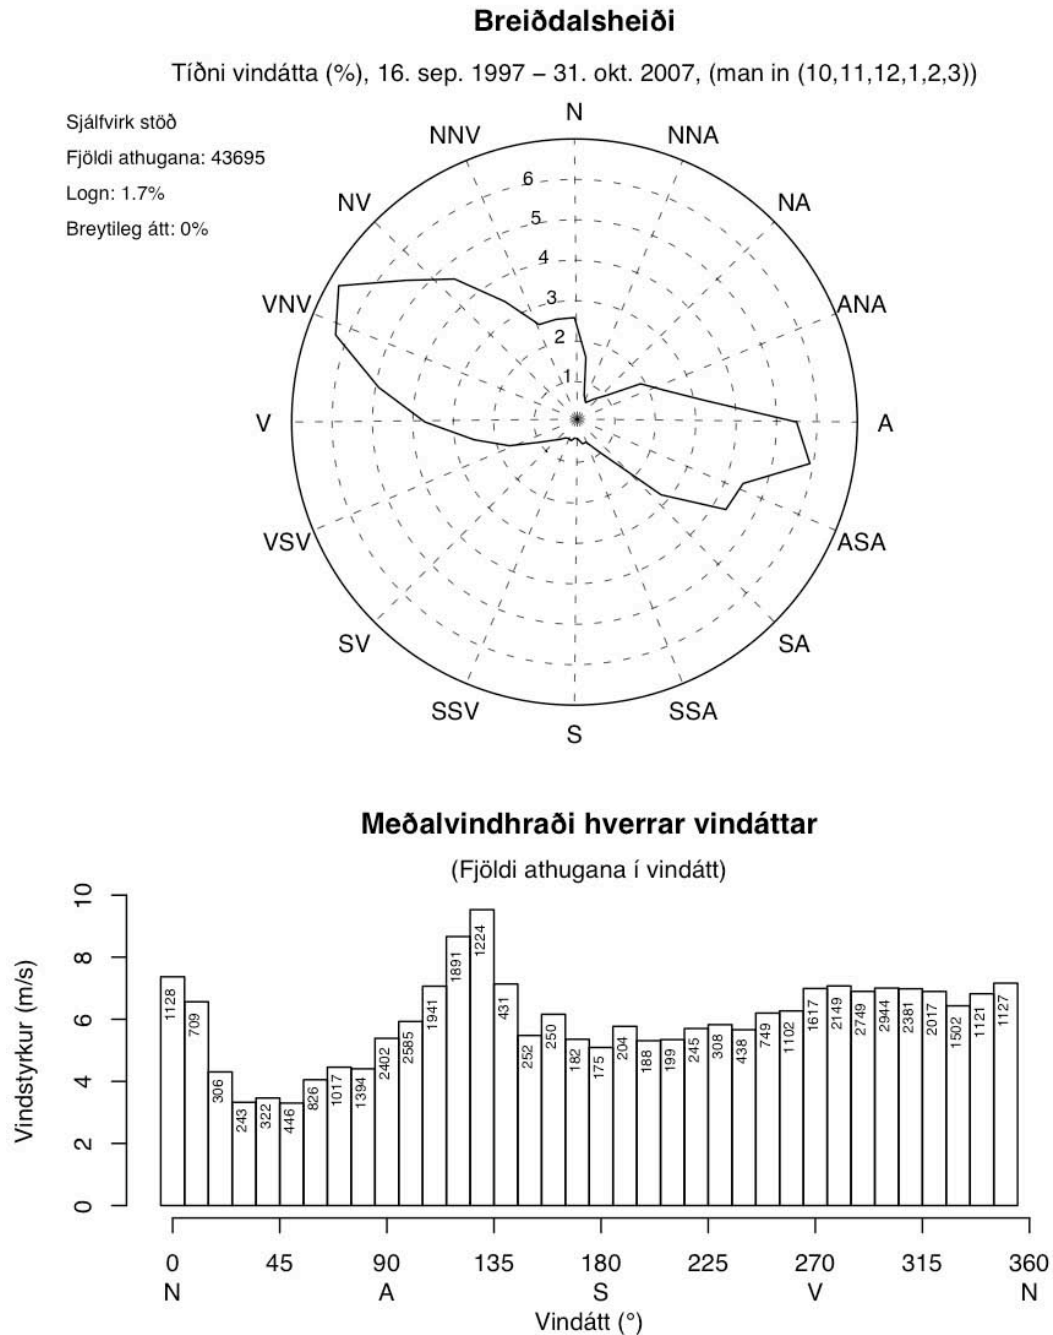 Breiðdalsheiði
Tíðni vindátta (%), 16. sep. 1997 – 31. okt. 2007, (man in (10,11,12,1,2,3))
Sjálfvirk stöð
Fjöldi athugana: 43695
Logn: 1.7%
Breytileg átt: 0%
N
NNV NNA
NV NA
VNV ANA
V A
VSV ASA
SV SA
SSV SSA
S
6
5
4
3
2
1
Meðalvindhraði hverrar vindáttar
(Fjöldi athugana í vindátt)
Vindstyrkur (m/s)
10
8
6
4
2
0
1128 709 306 243 322 446 826 1017 1394 2402 2585 1941 1891 1224 431 252 250 182 175 204 188 199 245 308 438 749 1102 1617 2149 2749 2944 2381 2017 1502 1121 1127
0 45 90 135 180 225 270 315 360
N A S V N
Vindátt (°)